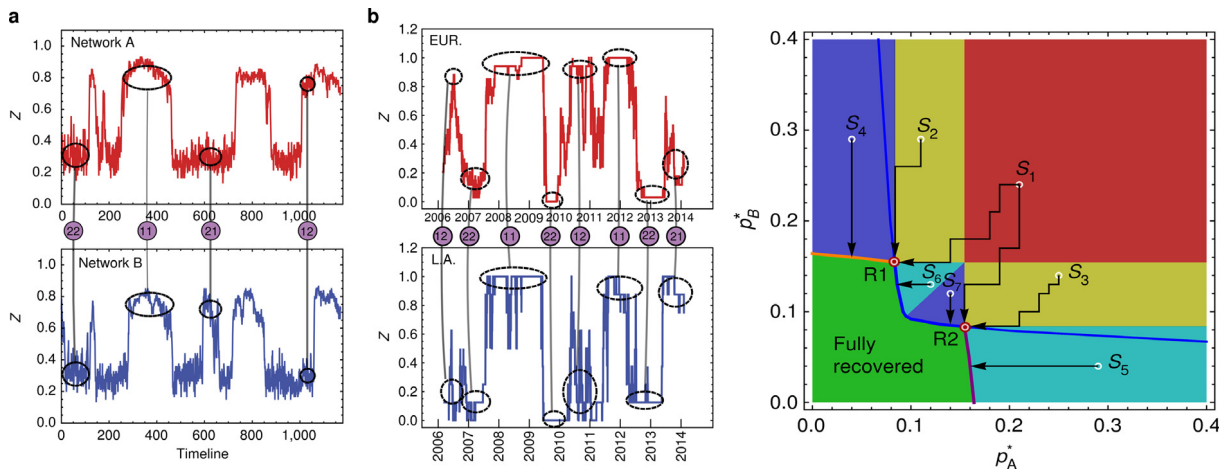 a
Network A
Z
1.0
0.8
0.6
0.4
0.2
0
0 200 400 600 800 1,000
22 11 21 12
Network B
Z
1.0
0.8
0.6
0.4
0.2
0
0 200 400 600 800 1,000
Timeline
b
EUR.
Z
1.2
1.0
0.8
0.6
0.4
0.2
0
2006 2007 2008 2009 2010 2011 2012 2013 2014
12 22 11 22 12 11 22 21
L.A.
Z
1.2
1.0
0.8
0.6
0.4
0.2
0
2006 2007 2008 2009 2010 2011 2012 2013 2014
p*B
0.4
0.3
0.2
0.1
0.0
S4
S2
S1
R1
S6
S7
S3
R2
Fully
recovered
S5
0.0 0.1 0.2 0.3 0.4
p*A